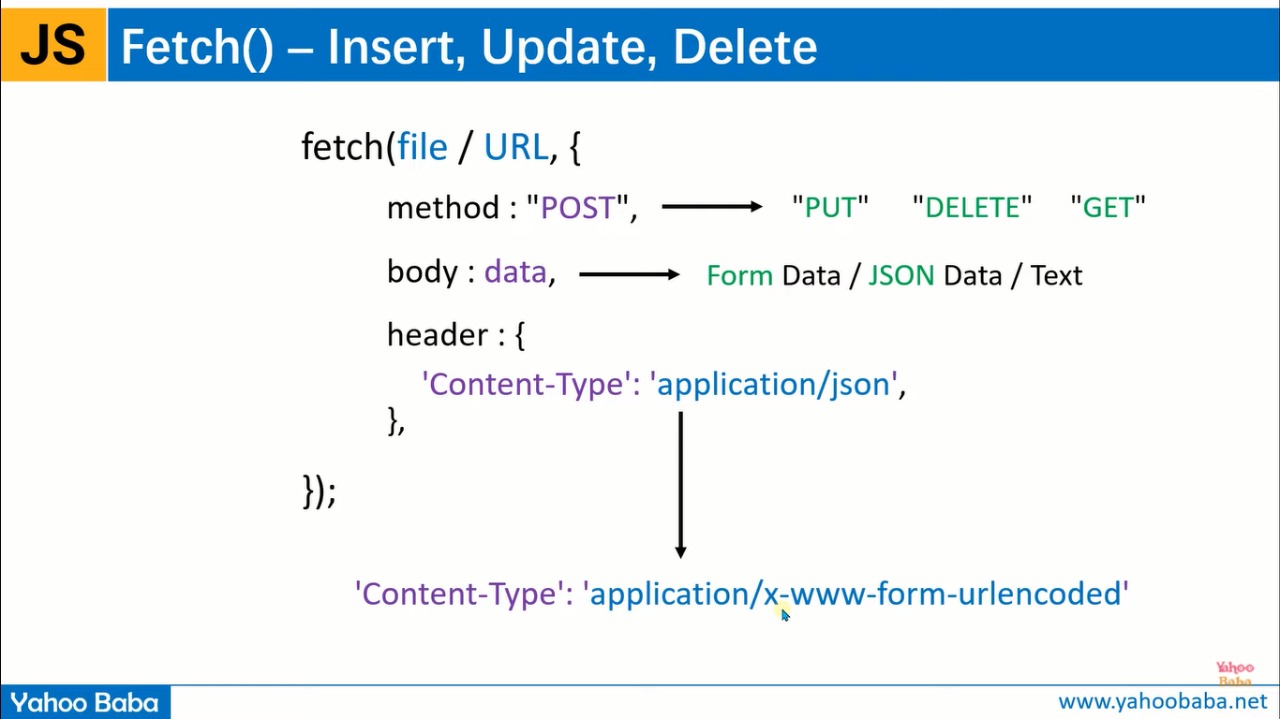 JS Fetch() – Insert, Update, Delete
fetch(file / URL, {
method : "POST", "PUT" "DELETE" "GET"
body : data, Form Data / JSON Data / Text
header : {
'Content-Type': 'application/json',
},
});
'Content-Type': 'application/x-www-form-urlencoded'
Yahoo
Baba
Yahoo Baba www.yahoobaba.net